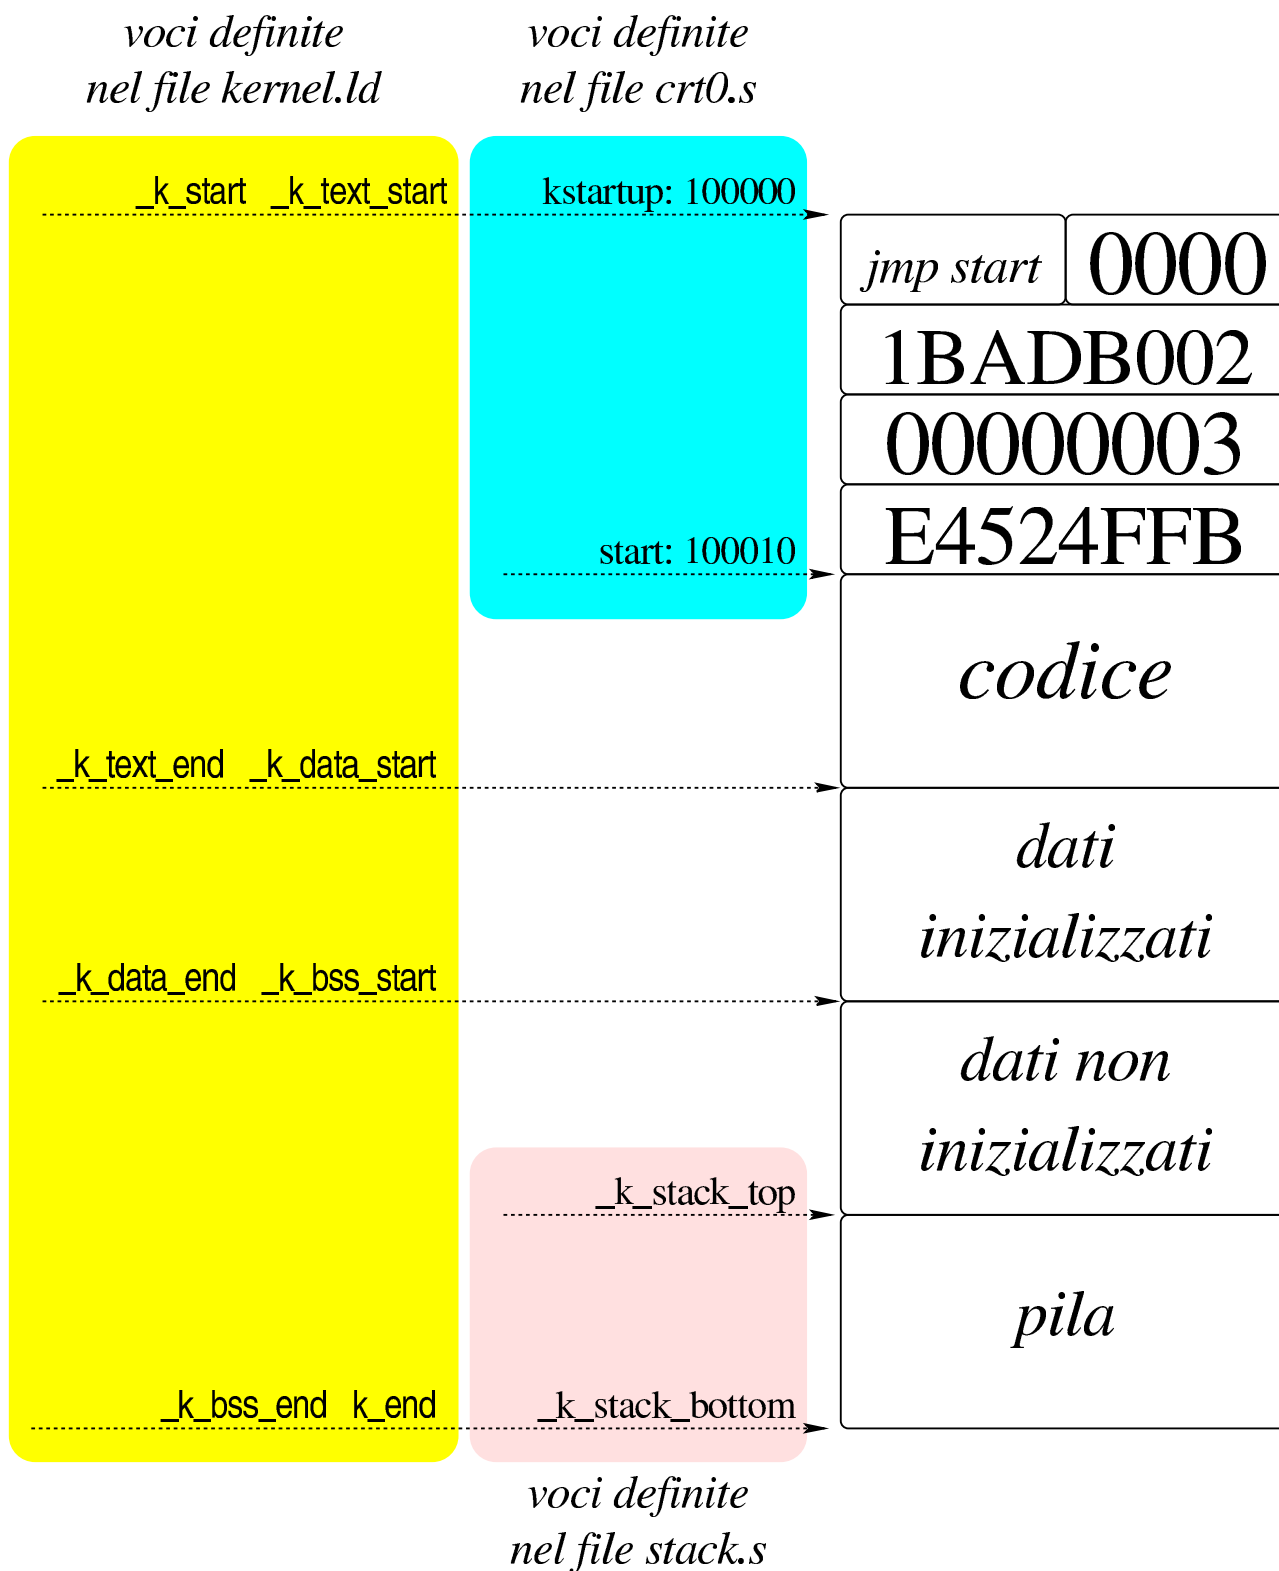 voci definite
nel file kernel.ld
voci definite
nel file crt0.s
_k_start _k_text_start
kstartup: 100000
jmp start 0000
1BADB002
00000003
E4524FFB
start: 100010
codice
_k_text_end _k_data_start
dati
inizializzati
_k_data_end _k_bss_start
dati non
inizializzati
_k_stack_top
pila
_k_bss_end k_end
_k_stack_bottom
voci definite
nel file stack.s